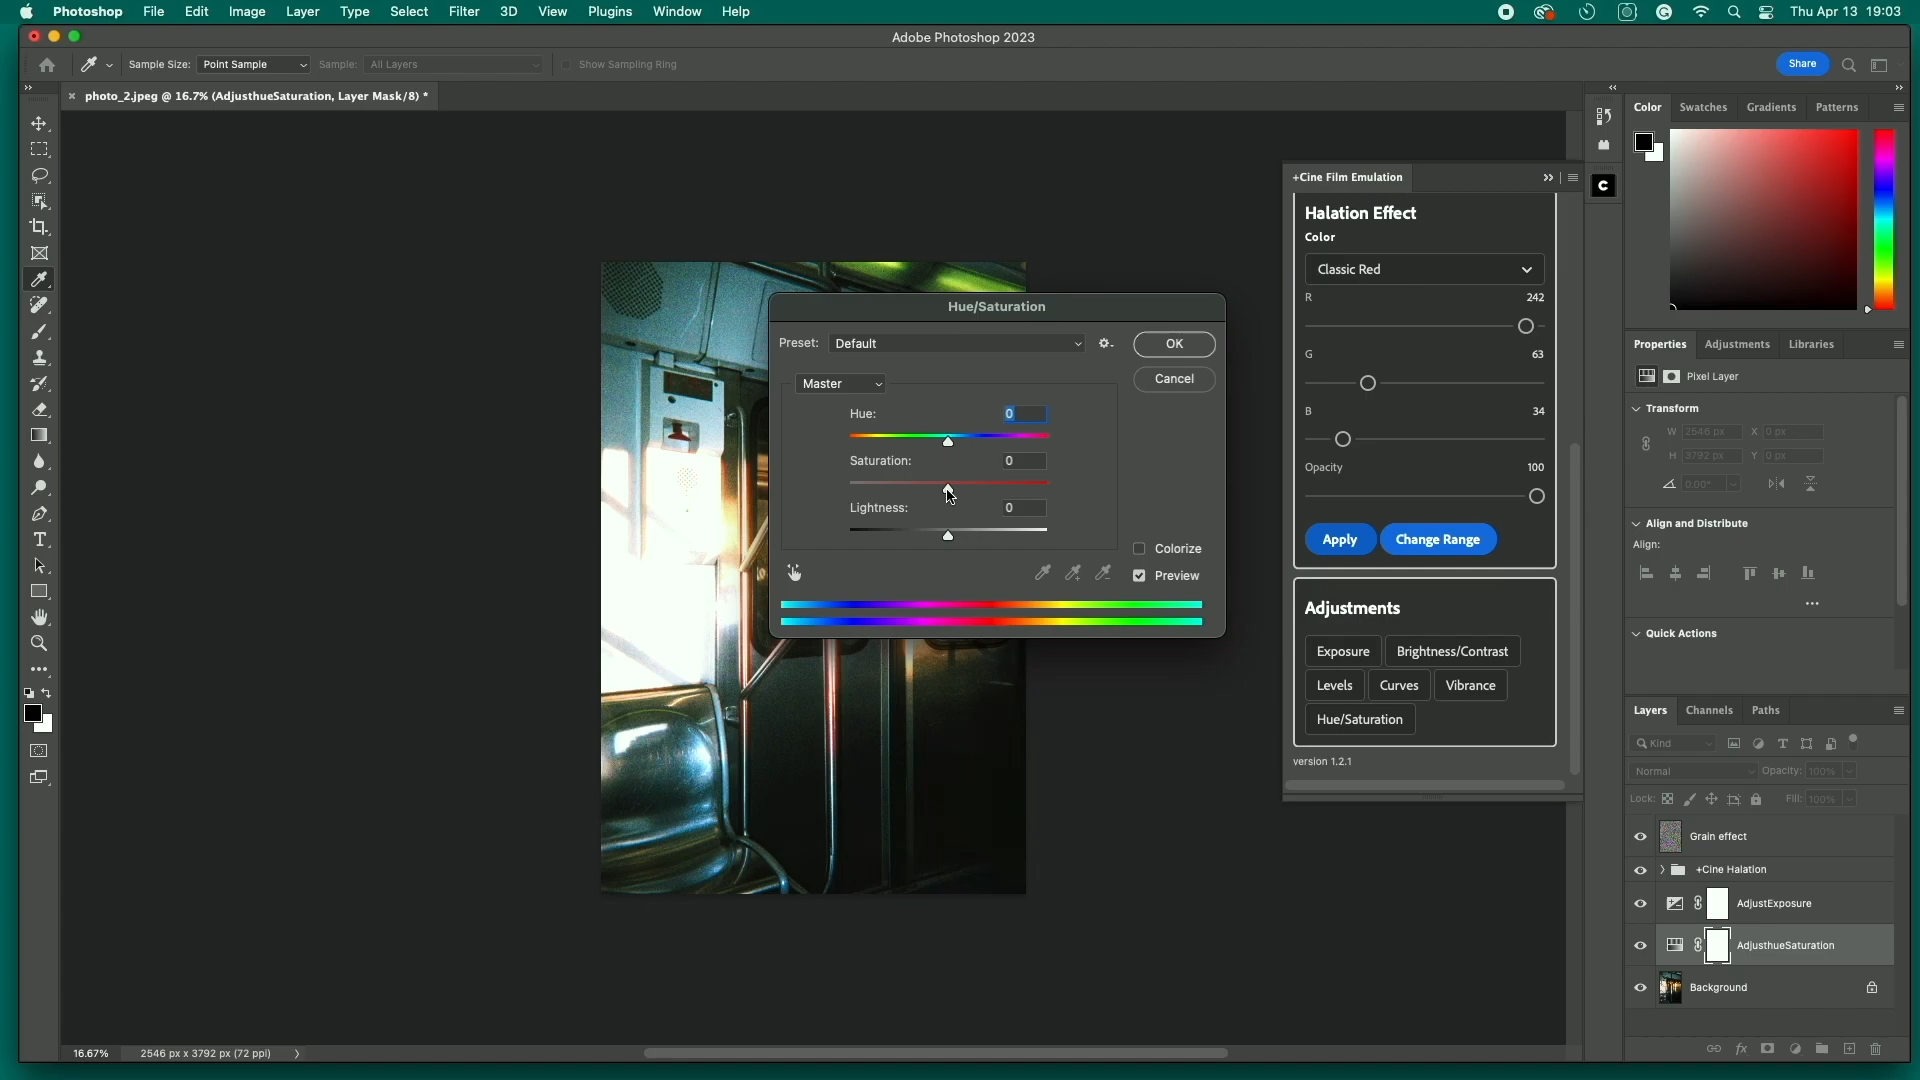 Photoshop File Edit Image Layer Type Select Filter 3D View Plugins Window Help Thu Apr 13 19:03
Adobe Photoshop 2023
Sample Size: Point Sample Sample: All Layers Show Sampling Ring Share
photo_2.jpeg @ 16.7% (AdjusthueSaturation, Layer Mask/8) *
+Cine Film Emulation
Halation Effect
Color
Classic Red
R 242
G 63
B 34
Opacity 100
Apply Change Range
Adjustments
Exposure Brightness/Contrast
Levels Curves Vibrance
Hue/Saturation
version 1.2.1
Hue/Saturation
Preset: Default OK
Cancel
Master
Hue: 0
Saturation: 0
Lightness: 0
Colorize
Preview
Color Swatches Gradients Patterns
Properties Adjustments Libraries
Pixel Layer
Transform
W 2546 px X 0 px
H 3792 px Y 0 px
0.00°
Align and Distribute
Align:
Quick Actions
Layers Channels Paths
Kind
Normal Opacity: 100%
Lock: Fill: 100%
Grain effect
+Cine Halation
AdjustExposure
AdjusthueSaturation
Background
fx
16.67% 2546 px x 3792 px (72 ppi)